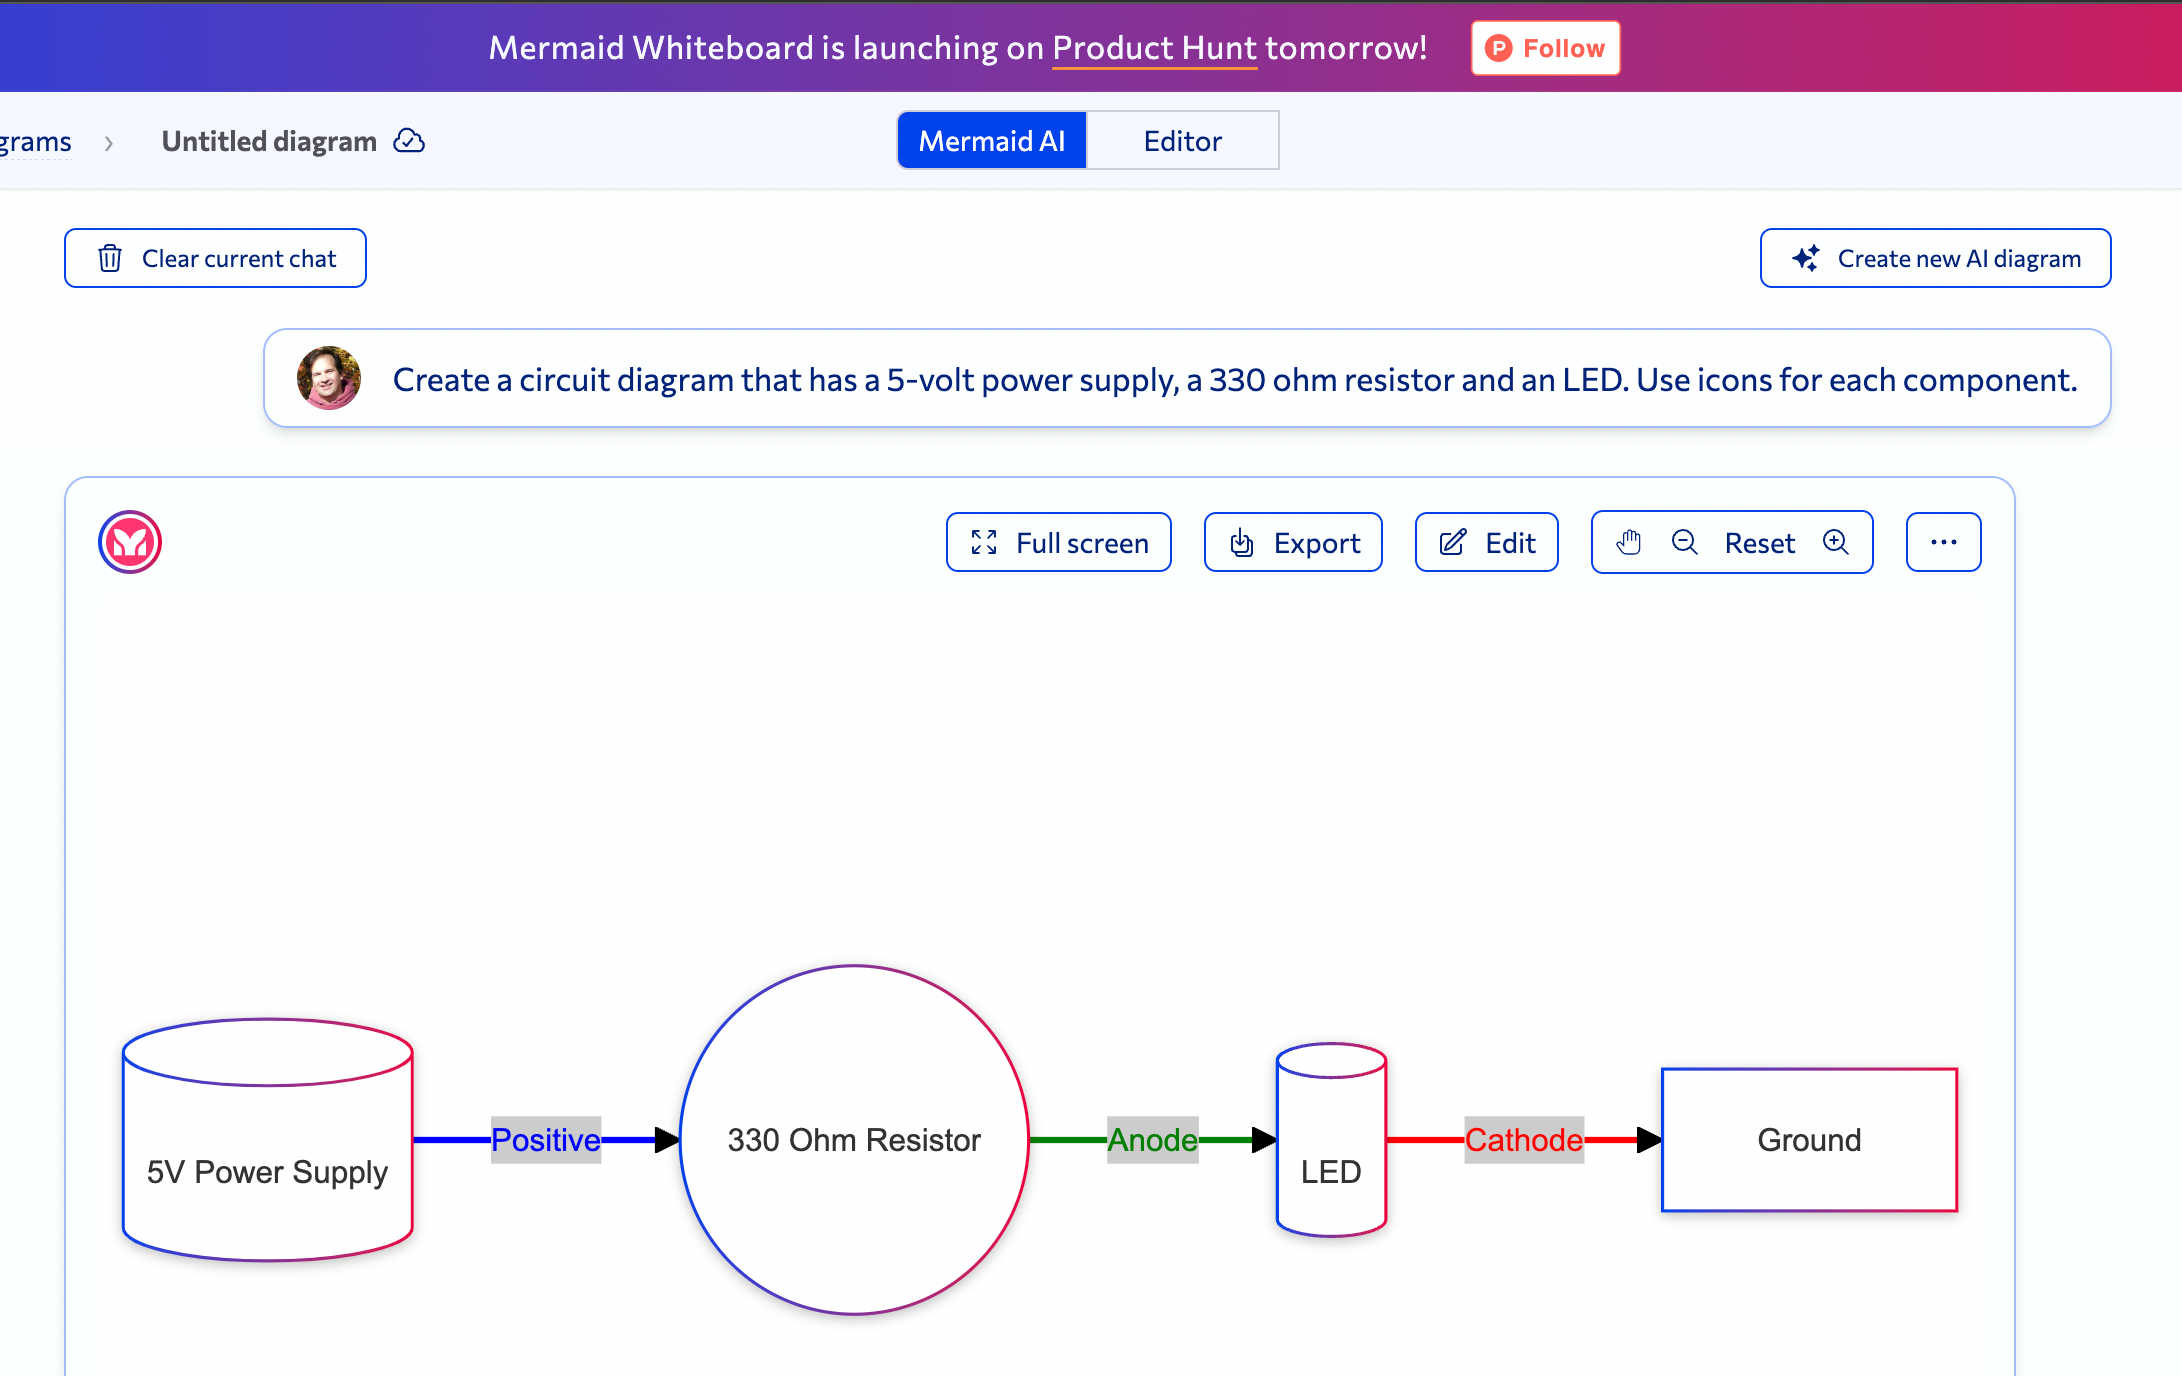 Mermaid Whiteboard is launching on Product Hunt tomorrow!
P Follow
grams > Untitled diagram
Mermaid AI
Editor
Clear current chat
Create new AI diagram
Create a circuit diagram that has a 5-volt power supply, a 330 ohm resistor and an LED. Use icons for each component.
Full screen
Export
Edit
Reset
...
5V Power Supply
Positive
330 Ohm Resistor
Anode
LED
Cathode
Ground